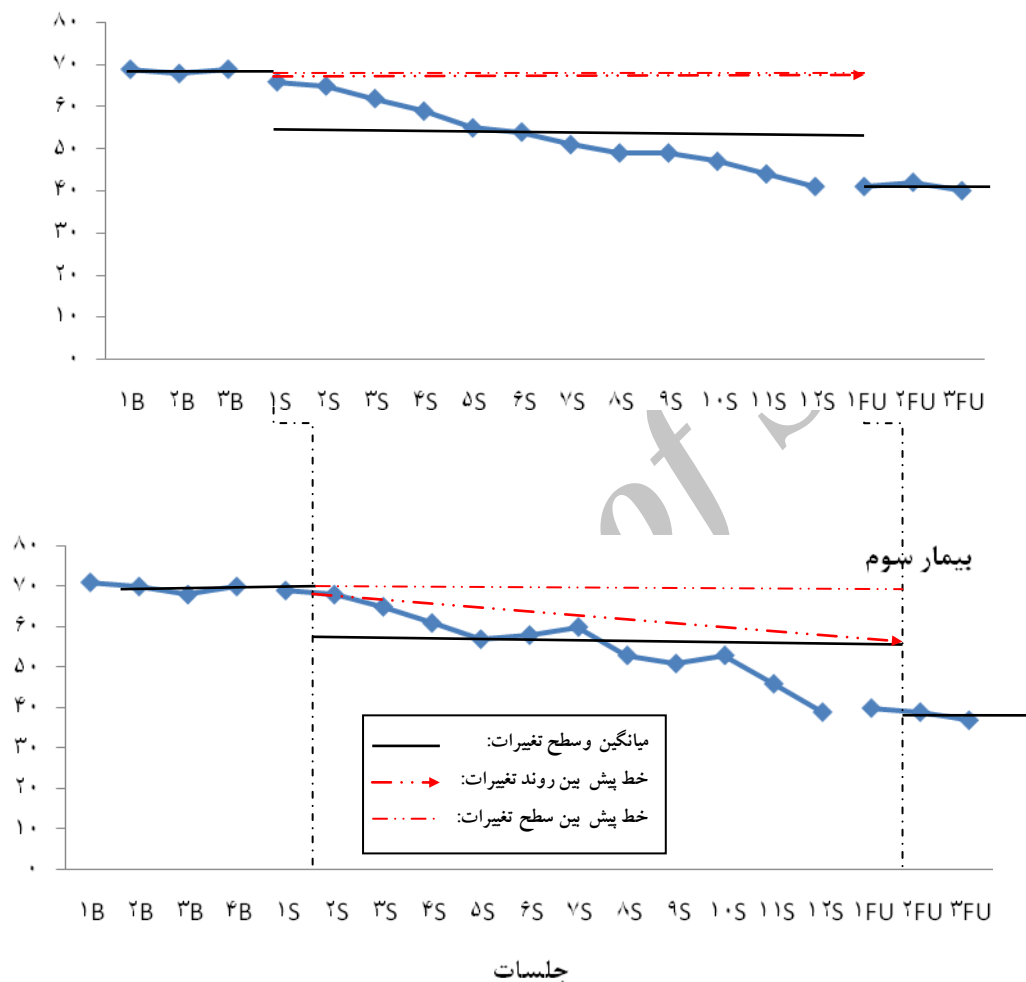 ۸۰
۷۰
۶۰
۵۰
۴۰
۳۰
۲۰
۱۰
۰
۱B ۲B ۳B ۱S ۲S ۳S ۴S ۵S ۶S ۷S ۸S ۹S ۱۰S ۱۱S ۱۲S ۱FU ۲FU ۳FU
of
بیمار سوم
۸۰
۷۰
۶۰
۵۰
۴۰
۳۰
۲۰
۱۰
۰
میانگین وسطح تغییرات:
خط پیش بین روند تغییرات:
خط پیش بین سطح تغییرات:
۱B ۲B ۳B ۴B ۱S ۲S ۳S ۴S ۵S ۶S ۷S ۸S ۹S ۱۰S ۱۱S ۱۲S ۱FU ۲FU ۳FU
جلسات